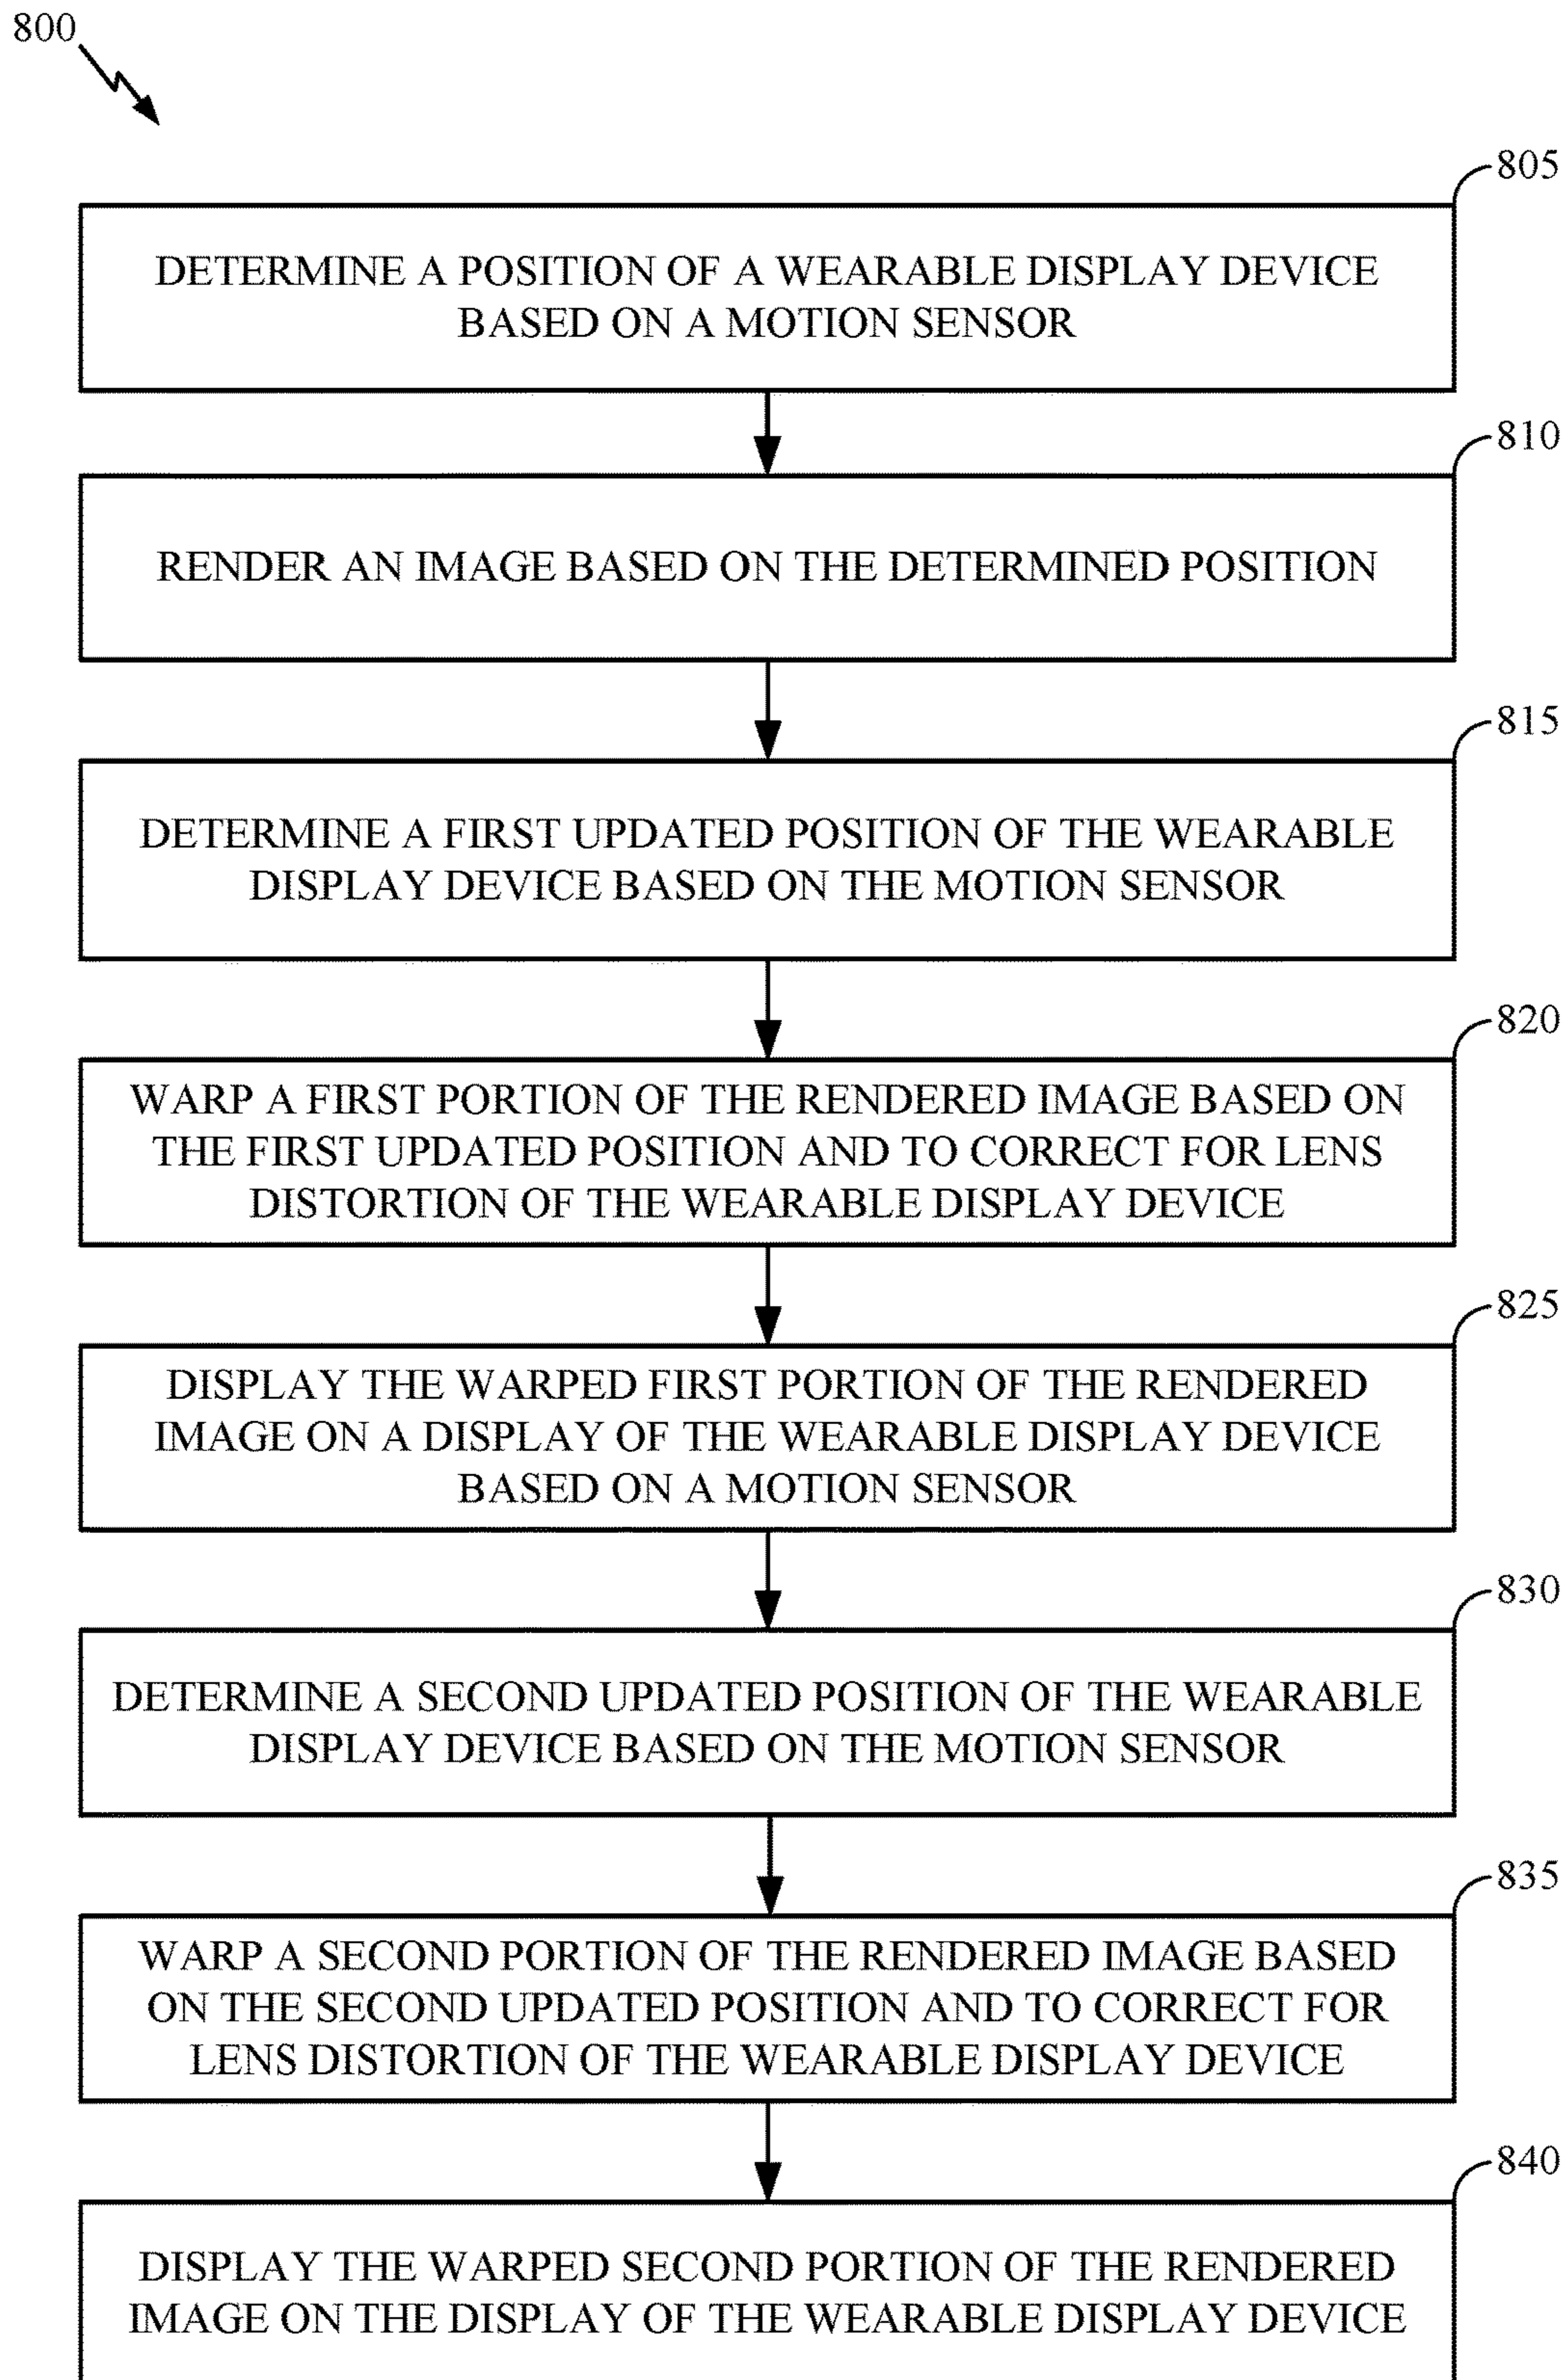 800
805
DETERMINE A POSITION OF A WEARABLE DISPLAY DEVICE
BASED ON A MOTION SENSOR
810
RENDER AN IMAGE BASED ON THE DETERMINED POSITION
815
DETERMINE A FIRST UPDATED POSITION OF THE WEARABLE
DISPLAY DEVICE BASED ON THE MOTION SENSOR
820
WARP A FIRST PORTION OF THE RENDERED IMAGE BASED ON
THE FIRST UPDATED POSITION AND TO CORRECT FOR LENS
DISTORTION OF THE WEARABLE DISPLAY DEVICE
825
DISPLAY THE WARPED FIRST PORTION OF THE RENDERED
IMAGE ON A DISPLAY OF THE WEARABLE DISPLAY DEVICE
BASED ON A MOTION SENSOR
830
DETERMINE A SECOND UPDATED POSITION OF THE WEARABLE
DISPLAY DEVICE BASED ON THE MOTION SENSOR
835
WARP A SECOND PORTION OF THE RENDERED IMAGE BASED
ON THE SECOND UPDATED POSITION AND TO CORRECT FOR
LENS DISTORTION OF THE WEARABLE DISPLAY DEVICE
840
DISPLAY THE WARPED SECOND PORTION OF THE RENDERED
IMAGE ON THE DISPLAY OF THE WEARABLE DISPLAY DEVICE